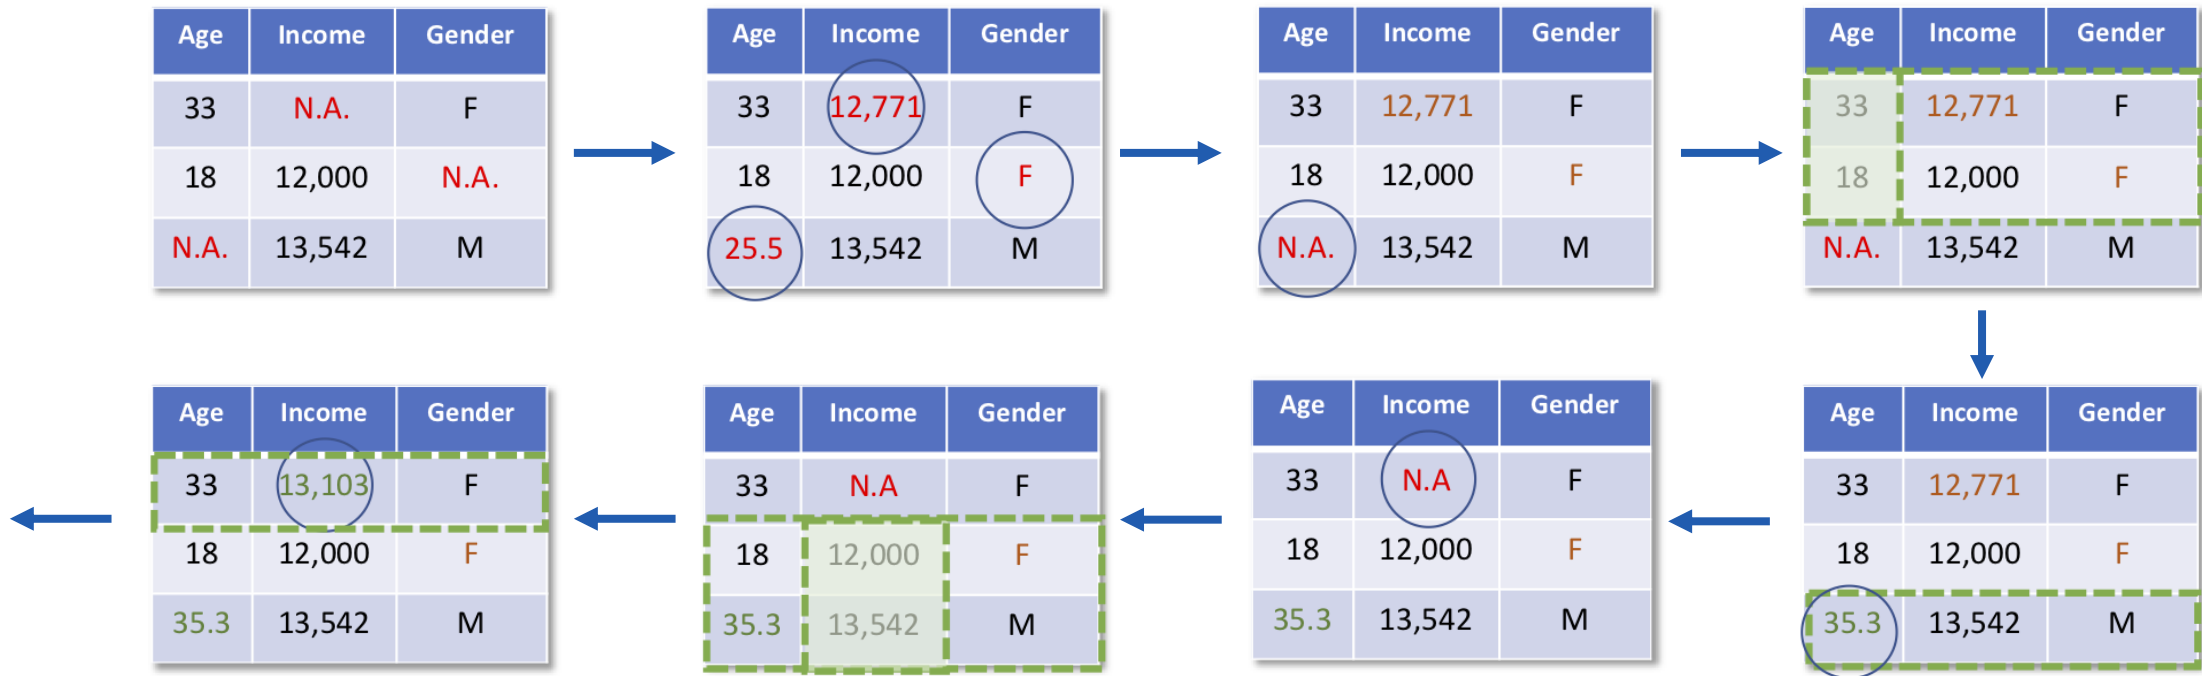 Age Income Gender
33 N.A. F
18 12,000 N.A.
N.A. 13,542 M
Age Income Gender
33 12,771 F
18 12,000 F
25.5 13,542 M
Age Income Gender
33 12,771 F
18 12,000 F
N.A. 13,542 M
Age Income Gender
33 12,771 F
18 12,000 F
N.A. 13,542 M
Age Income Gender
33 12,771 F
18 12,000 F
35.3 13,542 M
Age Income Gender
33 N.A F
18 12,000 F
35.3 13,542 M
Age Income Gender
33 N.A F
18 12,000 F
35.3 13,542 M
Age Income Gender
33 13,103 F
18 12,000 F
35.3 13,542 M